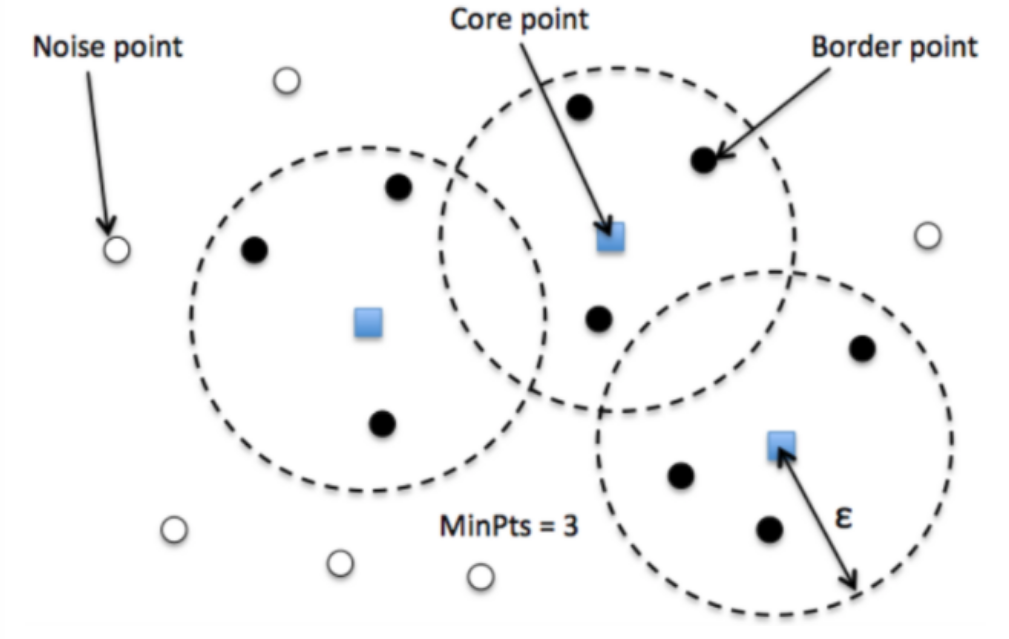 Core point
Noise point
Border point
ε
MinPts = 3